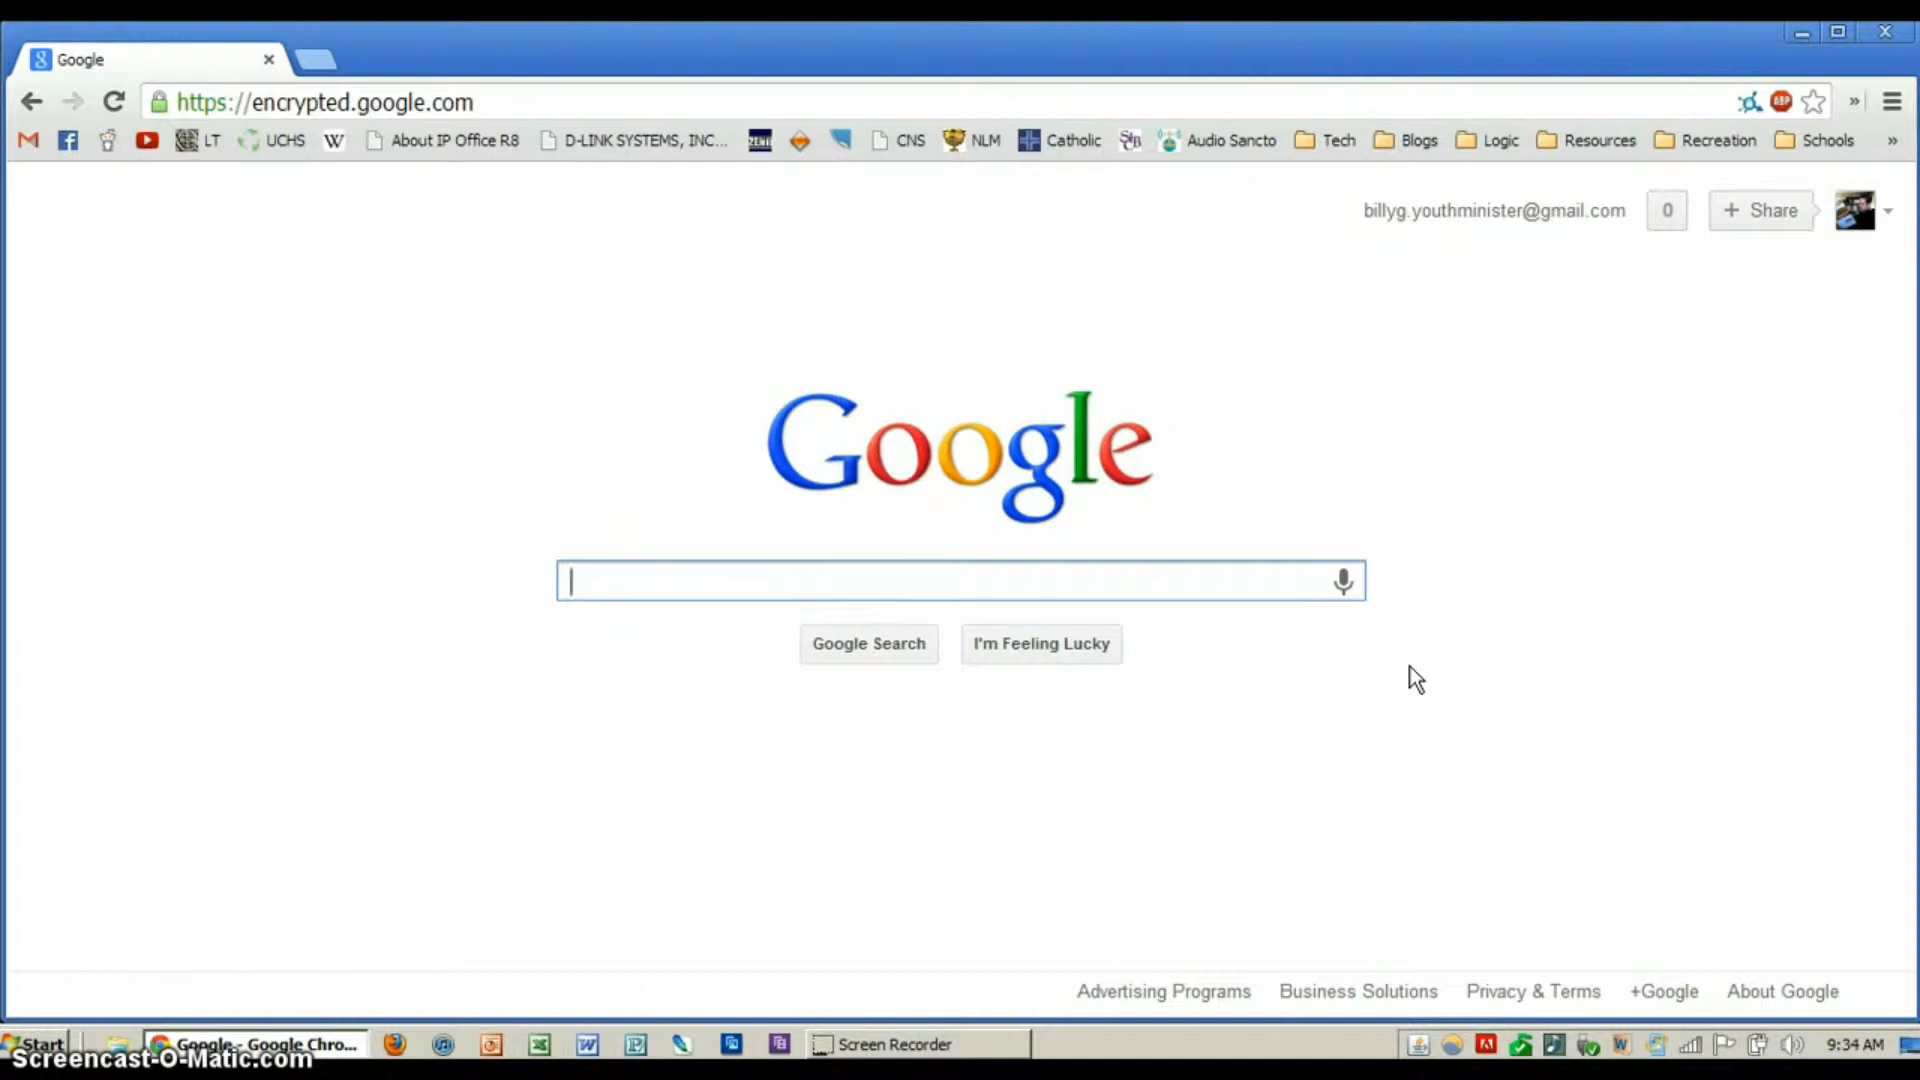 Google
https://encrypted.google.com
LT UCHS W About IP Office R8 D-LINK SYSTEMS, INC... ZENIT CNS NLM Catholic Audio Sancto Tech Blogs Logic Resources Recreation Schools »
billyg.youthminister@gmail.com 0 + Share
Google
Google Search I'm Feeling Lucky
Advertising Programs Business Solutions Privacy & Terms +Google About Google
Start Google - Google Chro... Screen Recorder 9:34 AM
Screencast-O-Matic.com